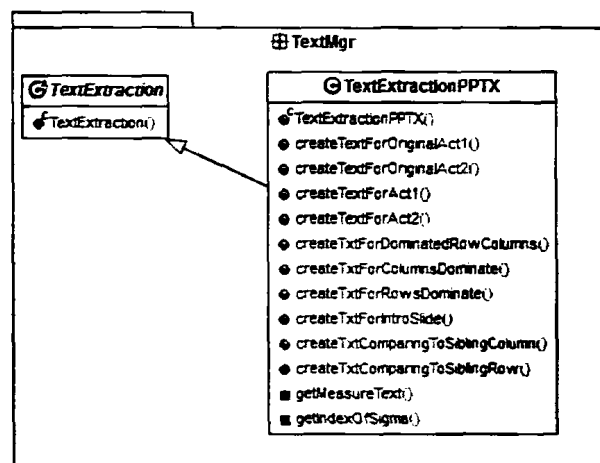 TextMgr
TextExtraction
TextExtraction()
TextExtractionPPTX
TextExtractionPPTX()
createTextForOriginalAct1()
createTextForOriginalAct2()
createTextForAct1()
createTextForAct2()
createTxtForDominatedRowColumns()
createTxtForColumnsDominate()
createTxtForRowsDominate()
createTxtForIntroSlide()
createTxtComparingToSiblingColumn()
createTxtComparingToSiblingRow()
getMeasureText()
getIndexOfSigma()